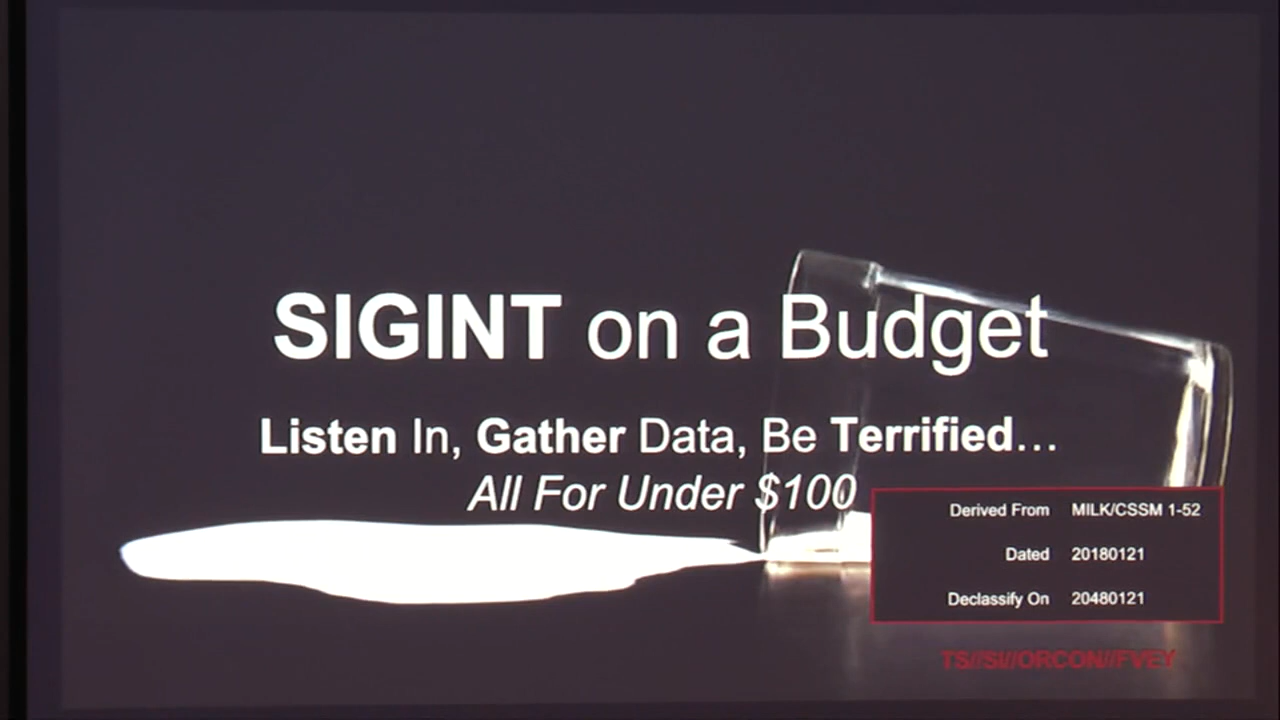 SIGINT on a Budget
Listen In, Gather Data, Be Terrified...
All For Under $100
Derived From MILK/CSSM 1-52
Dated 20180121
Declassify On 20480121
TS//SI//ORCON//FVEY